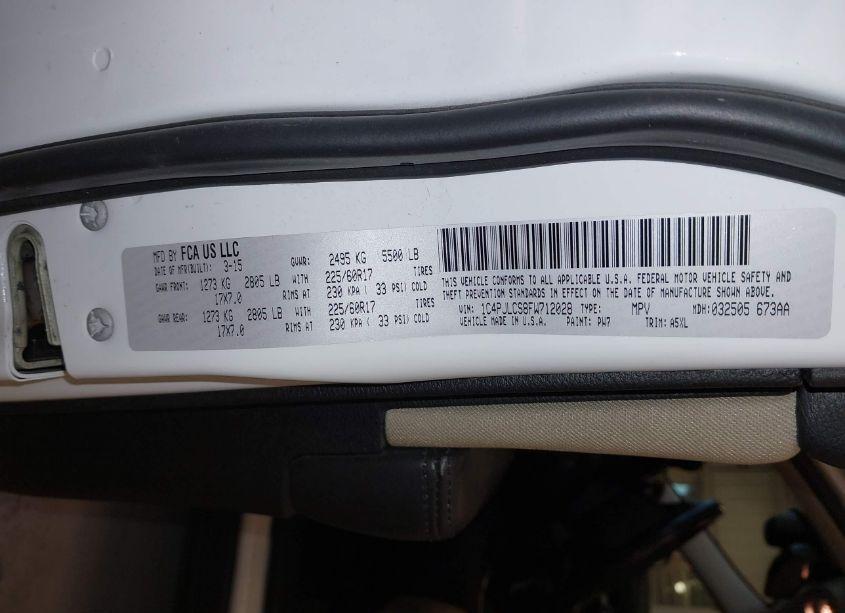 MFD BY FCA US LLC
DATE OF MFR(BUILT): 3-15 GVWR: 2495 KG 5500 LB
GAWR FRONT: 1273 KG 2805 LB WITH 225/60R17 TIRES
17X7.0 RIMS AT 230 KPA ( 33 PSI) COLD
GAWR REAR: 1273 KG 2805 LB WITH 225/60R17 TIRES
17X7.0 RIMS AT 230 KPA ( 33 PSI) COLD
THIS VEHICLE CONFORMS TO ALL APPLICABLE U.S.A. FEDERAL MOTOR VEHICLE SAFETY AND
THEFT PREVENTION STANDARDS IN EFFECT ON THE DATE OF MANUFACTURE SHOWN ABOVE.
VIN: 1C4PJLCS8FW712028 TYPE: MPV MDH:032505 673AA
VEHICLE MADE IN U.S.A. PAINT: PW7 TRIM: A5XL